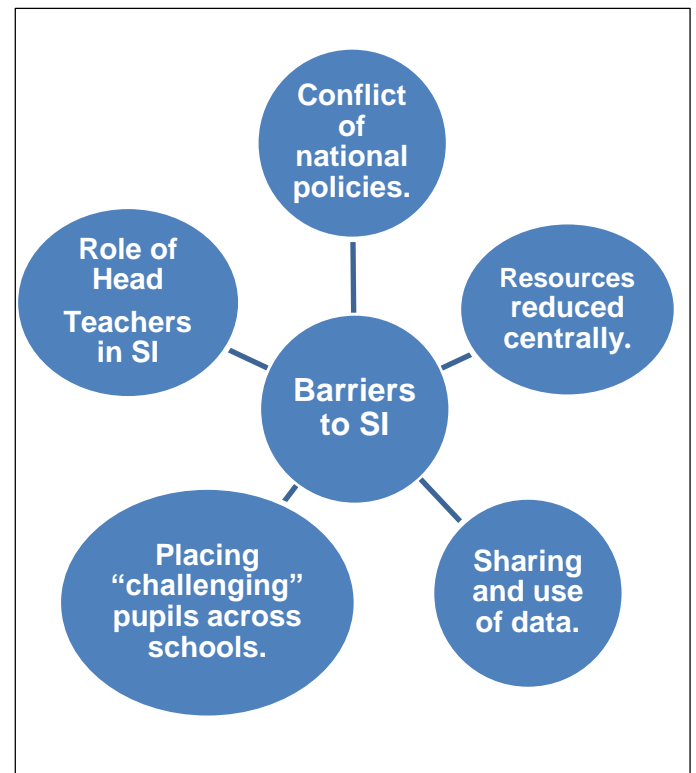 Conflict
of
national
policies.
Role of
Head
Teachers
in SI
Resources
reduced
centrally.
Barriers
to SI
Placing
“challenging”
pupils across
schools.
Sharing
and use
of data.